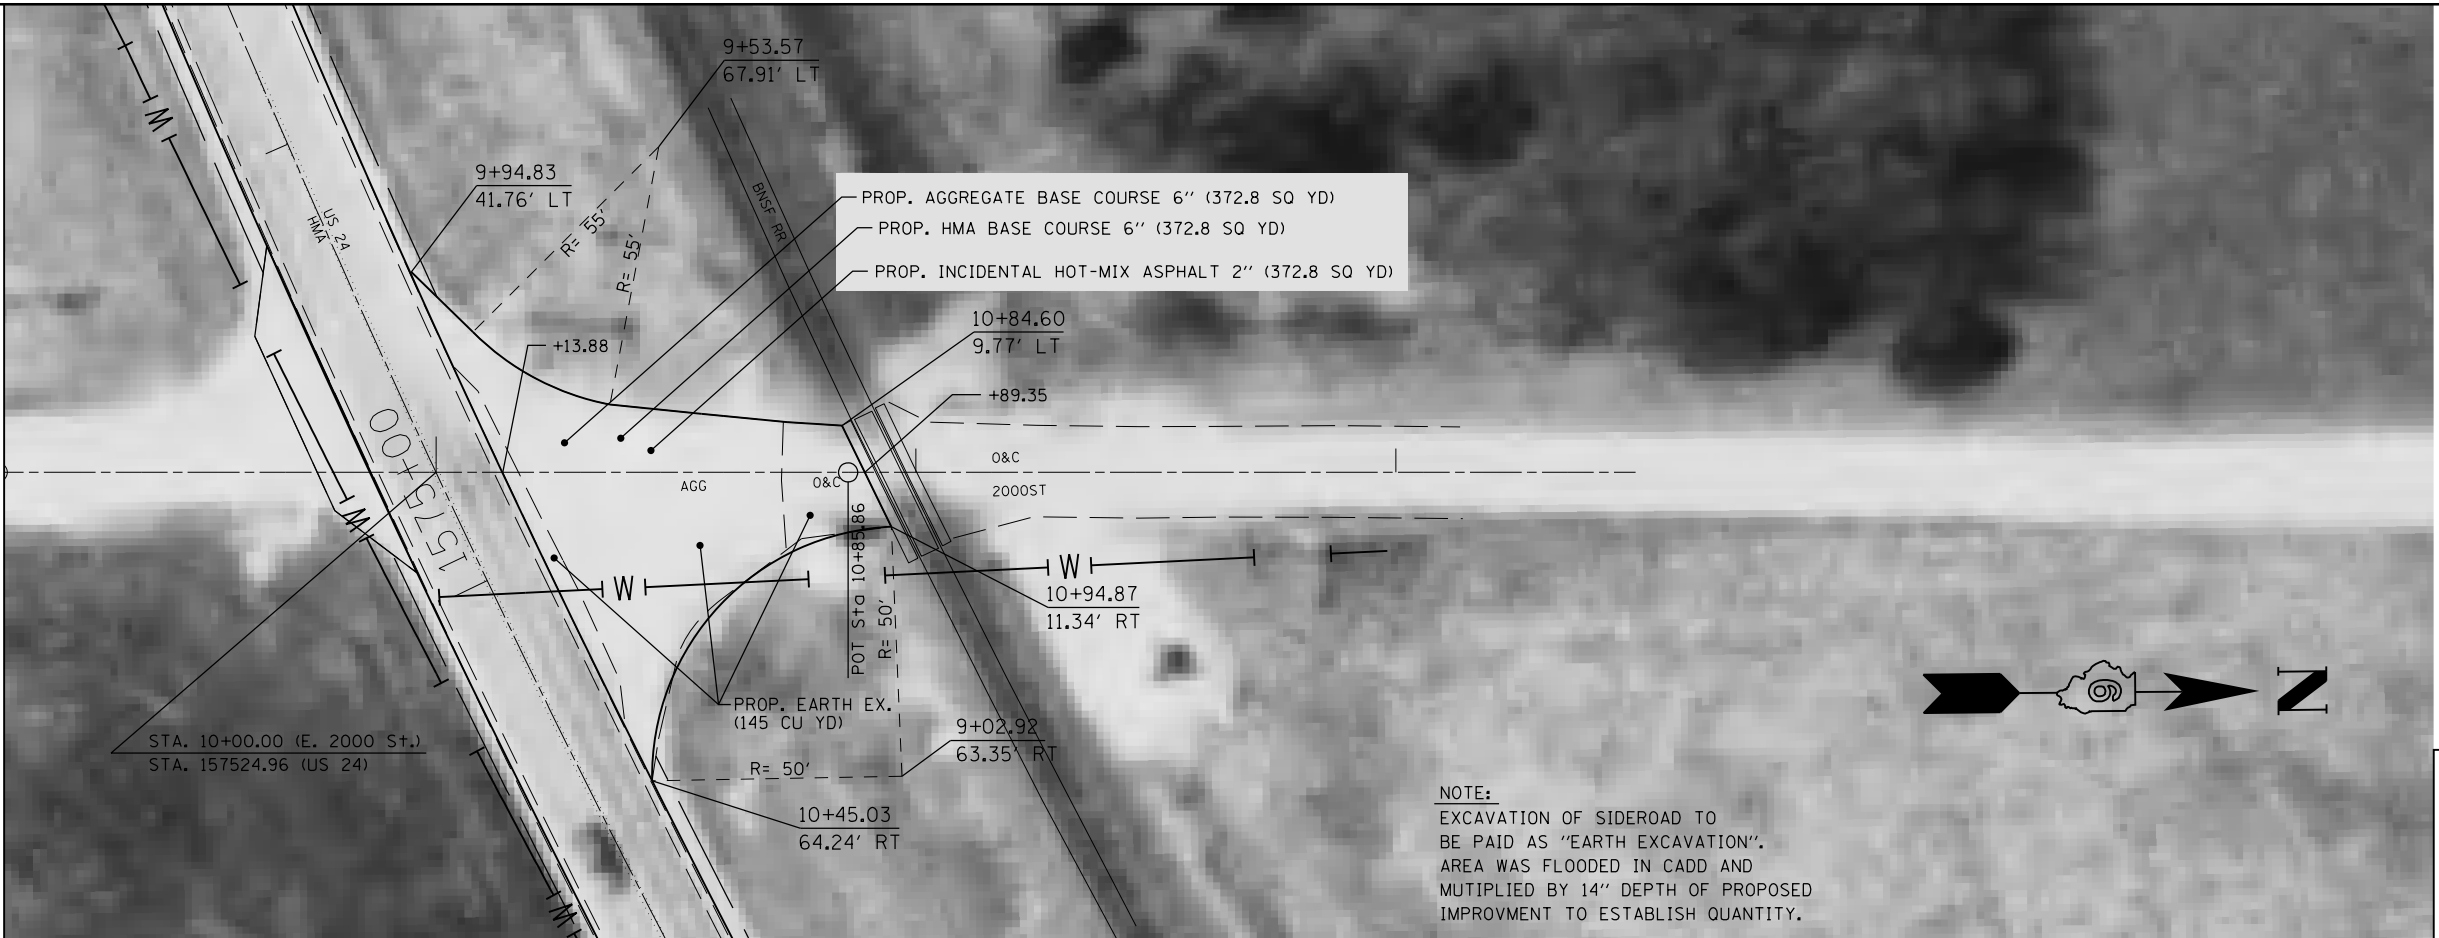 9+53.57
67.91' LT
9+94.83
41.76' LT
R= 55'
R= 55'
US 24
HMA
BNSF RR
PROP. AGGREGATE BASE COURSE 6'' (372.8 SQ YD)
PROP. HMA BASE COURSE 6'' (372.8 SQ YD)
PROP. INCIDENTAL HOT-MIX ASPHALT 2'' (372.8 SQ YD)
10+84.60
9.77' LT
+13.88
+89.35
M
1575+00
M
AGG
O&C
O&C
2000ST
W
W
POT Sta 10+85.86
R= 50'
10+94.87
11.34' RT
PROP. EARTH EX.
(145 CU YD)
9+02.92
63.35' RT
R= 50'
10+45.03
64.24' RT
STA. 10+00.00 (E. 2000 St.)
STA. 157524.96 (US 24)
M
6
N
NOTE:
EXCAVATION OF SIDEROAD TO
BE PAID AS "EARTH EXCAVATION".
AREA WAS FLOODED IN CADD AND
MUTIPLIED BY 14'' DEPTH OF PROPOSED
IMPROVMENT TO ESTABLISH QUANTITY.